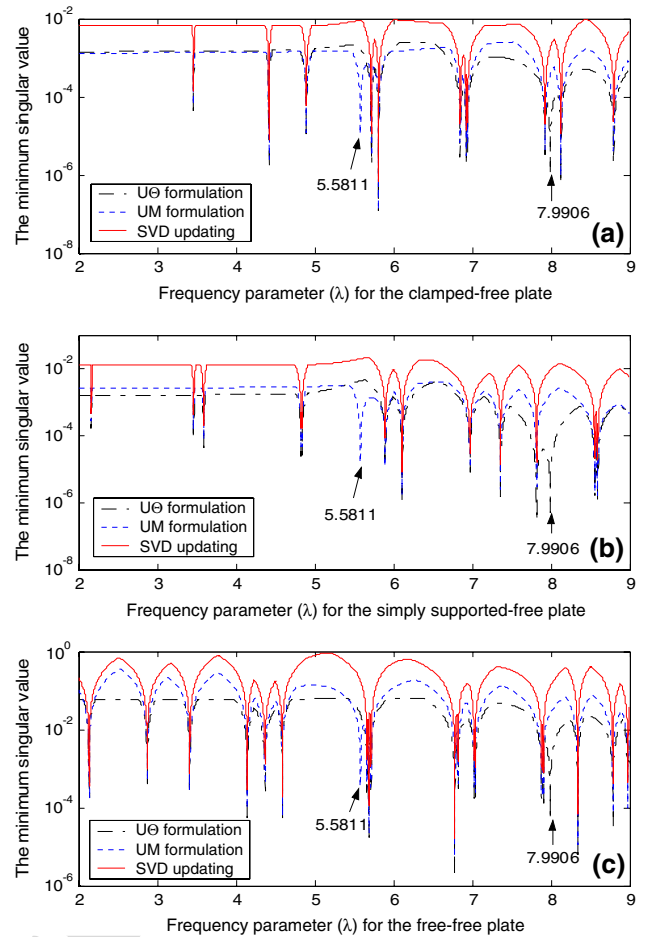 The minimum singular value
10^-2
10^-4
10^-6
10^-8
5.5811
7.9906
UΘ formulation
UM formulation
SVD updating
(a)
2 3 4 5 6 7 8 9
Frequency parameter (λ) for the clamped-free plate
The minimum singular value
10^-2
10^-4
10^-6
10^-8
5.5811
7.9906
UΘ formulation
UM formulation
SVD updating
(b)
2 3 4 5 6 7 8 9
Frequency parameter (λ) for the simply supported-free plate
The minimum singular value
10^0
10^-2
10^-4
10^-6
5.5811
7.9906
UΘ formulation
UM formulation
SVD updating
(c)
2 3 4 5 6 7 8 9
Frequency parameter (λ) for the free-free plate